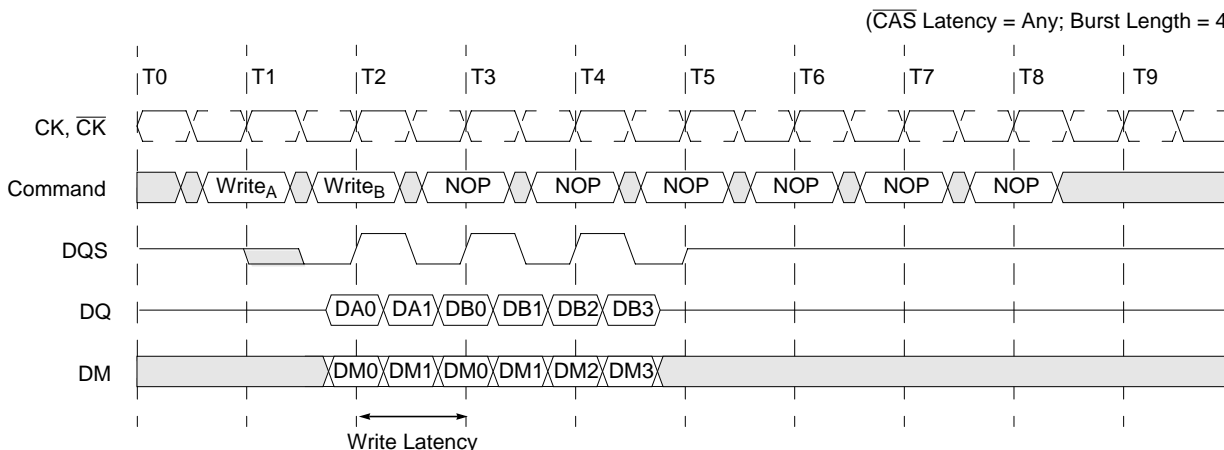 (C̅A̅S̅ Latency = Any; Burst Length = 4
T0 T1 T2 T3 T4 T5 T6 T7 T8 T9
CK, C̅K̅
Command WriteA WriteB NOP NOP NOP NOP NOP NOP
DQS
DQ DA0 DA1 DB0 DB1 DB2 DB3
DM DM0 DM1 DM0 DM1 DM2 DM3
Write Latency